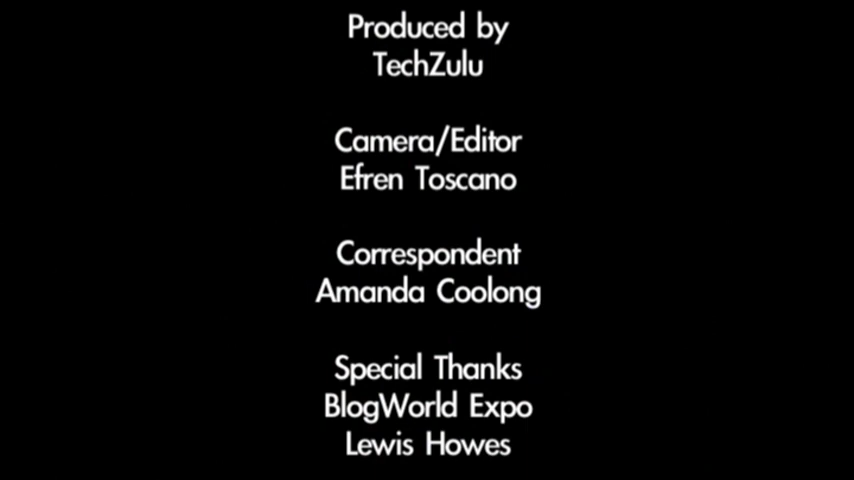 Produced by
TechZulu
Camera/Editor
Efren Toscano
Correspondent
Amanda Coolong
Special Thanks
BlogWorld Expo
Lewis Howes